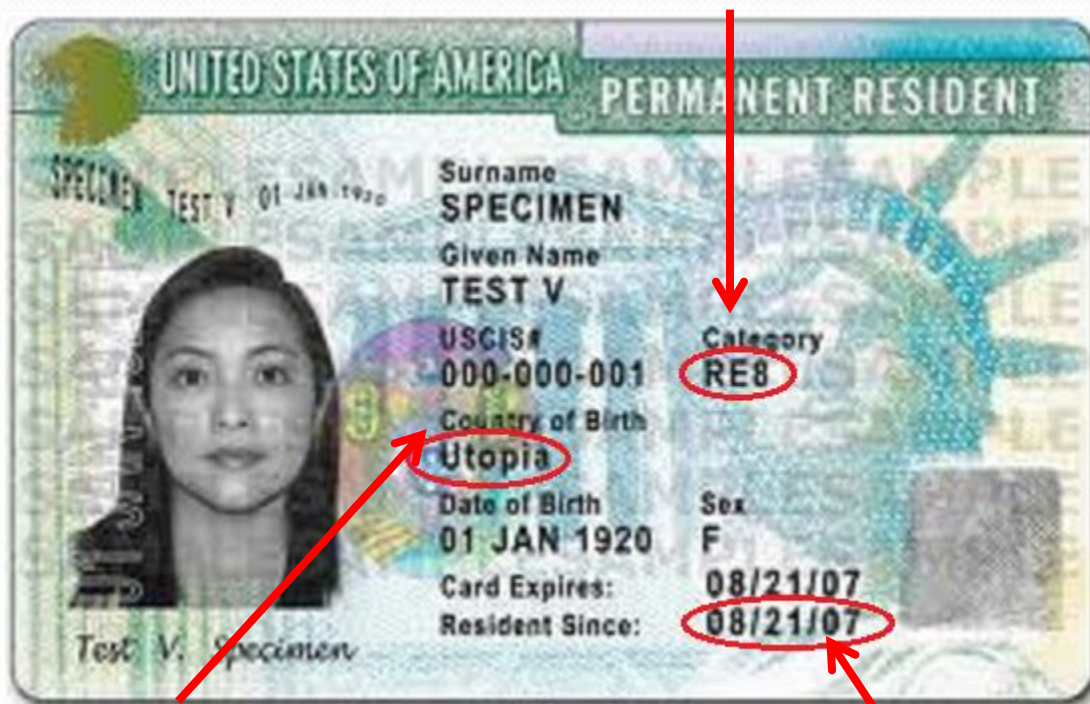 UNITED STATES OF AMERICA
PERMANENT RESIDENT
SPECIMEN TEST V 01 JAN 1920
Surname
SPECIMEN
Given Name
TEST V
USCIS# Category
000-000-001 RE8
Country of Birth
Utopia
Date of Birth Sex
01 JAN 1920 F
Card Expires: 08/21/07
Resident Since: 08/21/07
Test V. Specimen